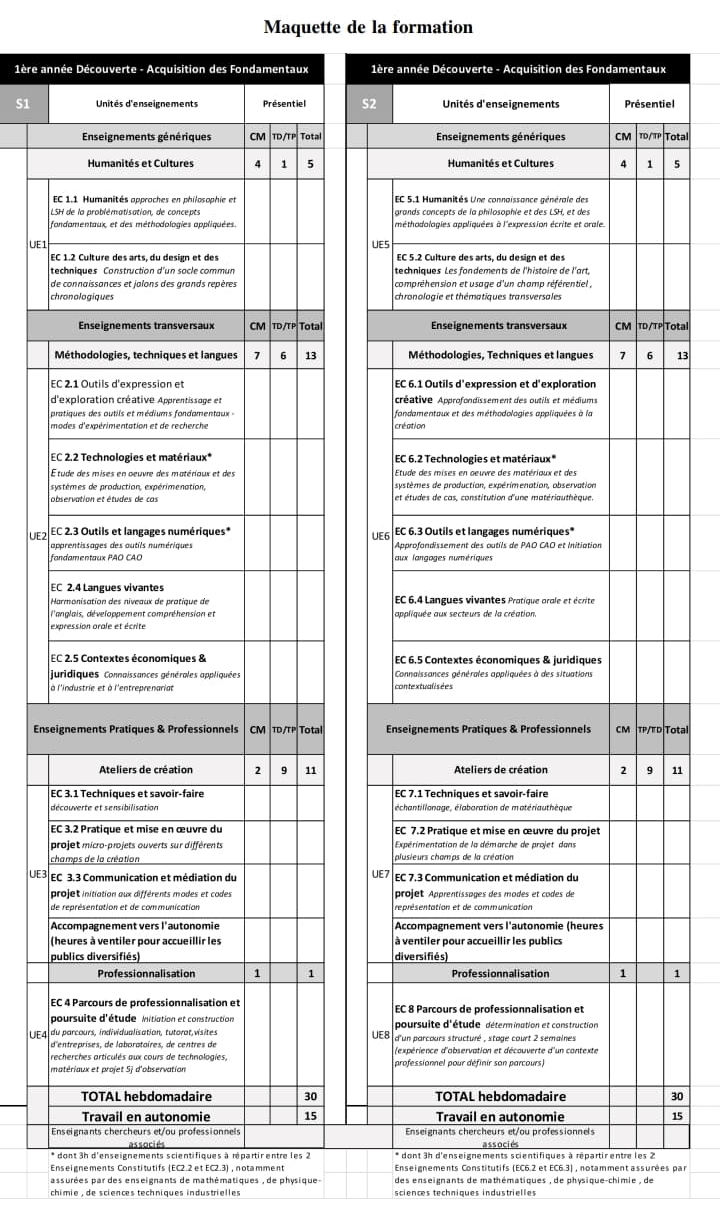 Maquette de la formation
1ère année Découverte - Acquisition des Fondamentaux
S1 Unités d'enseignements Présentiel
Enseignements génériques CM TD/TP Total
Humanités et Cultures 4 1 5
UE1
EC 1.1 Humanités approches en philosophie et
LSH de la problématisation, de concepts
fondamentaux, et des méthodologies appliquées.
EC 1.2 Culture des arts, du design et des
techniques Construction d'un socle commun
de connaissances et jalons des grands repères
chronologiques
Enseignements transversaux CM TD/TP Total
Méthodologies, techniques et langues 7 6 13
UE2
EC 2.1 Outils d'expression et
d'exploration créative Apprentissage et
pratiques des outils et médiums fondamentaux -
modes d'expérimentation et de recherche
EC 2.2 Technologies et matériaux*
Etude des mises en oeuvre des matériaux et des
systèmes de production, expérimenation,
observation et études de cas
EC 2.3 Outils et langages numériques*
apprentissages des outils numériques
fondamentaux PAO CAO
EC 2.4 Langues vivantes
Harmonisation des niveaux de pratique de
l'anglais, développement compréhension et
expression orale et écrite
EC 2.5 Contextes économiques &
juridiques Connaissances générales appliquées
à l'industrie et à l'entreprenariat
Enseignements Pratiques & Professionnels CM TD/TP Total
Ateliers de création 2 9 11
UE3
EC 3.1 Techniques et savoir-faire
découverte et sensibilisation
EC 3.2 Pratique et mise en œuvre du
projet micro-projets ouverts sur différents
champs de la création
EC 3.3 Communication et médiation du
projet initiation aux différents modes et codes
de représentation et de communication
Accompagnement vers l'autonomie
(heures à ventiler pour accueillir les
publics diversifiés)
Professionnalisation 1 1
UE4
EC 4 Parcours de professionnalisation et
poursuite d'étude Initiation et construction
du parcours, individualisation, tutorat,visites
d'entreprises, de laborataires, de centres de
recherches articulés aux cours de technologies,
matériaux et projet 5j d'observation
TOTAL hebdomadaire 30
Travail en autonomie 15
Enseignants chercheurs et/ou professionnels
associés
* dont 3h d'enseignements scientifiques à répartir entre les 2
Enseignements Constitutifs (EC2.2 et EC2.3) , notamment
assurées par des enseignants de mathématiques , de physique-
chimie , de sciences techniques industrielles
1ère année Découverte - Acquisition des Fondamentaux
S2 Unités d'enseignements Présentiel
Enseignements génériques CM TD/TP Total
Humanités et Cultures 4 1 5
UE5
EC 5.1 Humanités Une connaissance générale des
grands concepts de la philosophie et des LSH, et des
méthodologies appliquées à l'expression écrite et orale.
EC 5.2 Culture des arts, du design et des
techniques Les fondements de l'histoire de l'art,
compréhension et usage d'un champ référentiel,
chronologie et thématiques transversales
Enseignements transversaux CM TD/TP Total
Méthodologies, Techniques et langues 7 6 13
UE6
EC 6.1 Outils d'expression et d'exploration
créative Approfondissement des outils et médiums
fondamentaux et des méthodologies appliquées à la
création
EC 6.2 Technologies et matériaux*
Etude des mises en oeuvre des matériaux et des
systèmes de production, expérimenation, observation
et études de cas, constitution d'une matériauthèque.
EC 6.3 Outils et langages numériques*
Approfondissement des outils de PAO CAO et Initiation
aux langages numériques
EC 6.4 Langues vivantes Pratique orale et écrite
appliquée aux secteurs de la création.
EC 6.5 Contextes économiques & juridiques
Connaissances générales appliquées à des situations
contextualisées
Enseignements Pratiques & Professionnels CM TP/TD Total
Ateliers de création 2 9 11
UE7
EC 7.1 Techniques et savoir-faire
échantillonage, élaboration de matériauthèque
EC 7.2 Pratique et mise en œuvre du projet
Expérimentation de la démarche de projet dans
plusieurs champs de la création
EC 7.3 Communication et médiation du
projet Apprentissages des modes et codes de
représentation et de communication
Accompagnement vers l'autonomie (heures
à ventiler pour accueillir les publics
diversifiés)
Professionnalisation 1 1
UE8
EC 8 Parcours de professionnalisation et
poursuite d'étude détermination et construction
d'un parcours structuré , stage court 2 semaines
(expérience d'observation et découverte d'un contexte
professionnel pour définir son parcours)
TOTAL hebdomadaire 30
Travail en autonomie 15
Enseignants chercheurs et/ou professionnels
associés
* dont 3h d'enseignements scientifiques à répartir entre les 2
Enseignements Constitutifs (EC6.2 et EC6.3) , notamment assurées par
des enseignants de mathématiques , de physique-chimie , de
sciences techniques industrielles